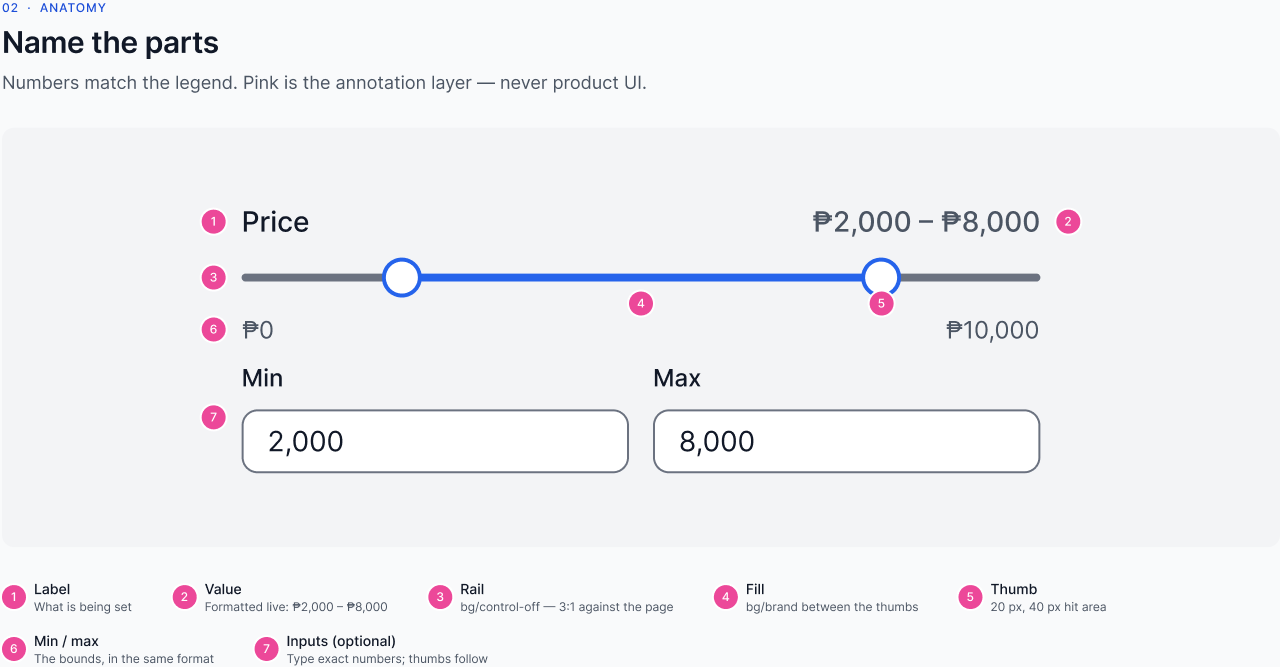 02 · ANATOMY
Name the parts
Numbers match the legend. Pink is the annotation layer — never product UI.
1 Price ₱2,000 – ₱8,000 2
3
4 5
6 ₱0 ₱10,000
Min Max
7
2,000 8,000
1 Label
What is being set
2 Value
Formatted live: ₱2,000 – ₱8,000
3 Rail
bg/control-off — 3:1 against the page
4 Fill
bg/brand between the thumbs
5 Thumb
20 px, 40 px hit area
6 Min / max
The bounds, in the same format
7 Inputs (optional)
Type exact numbers; thumbs follow